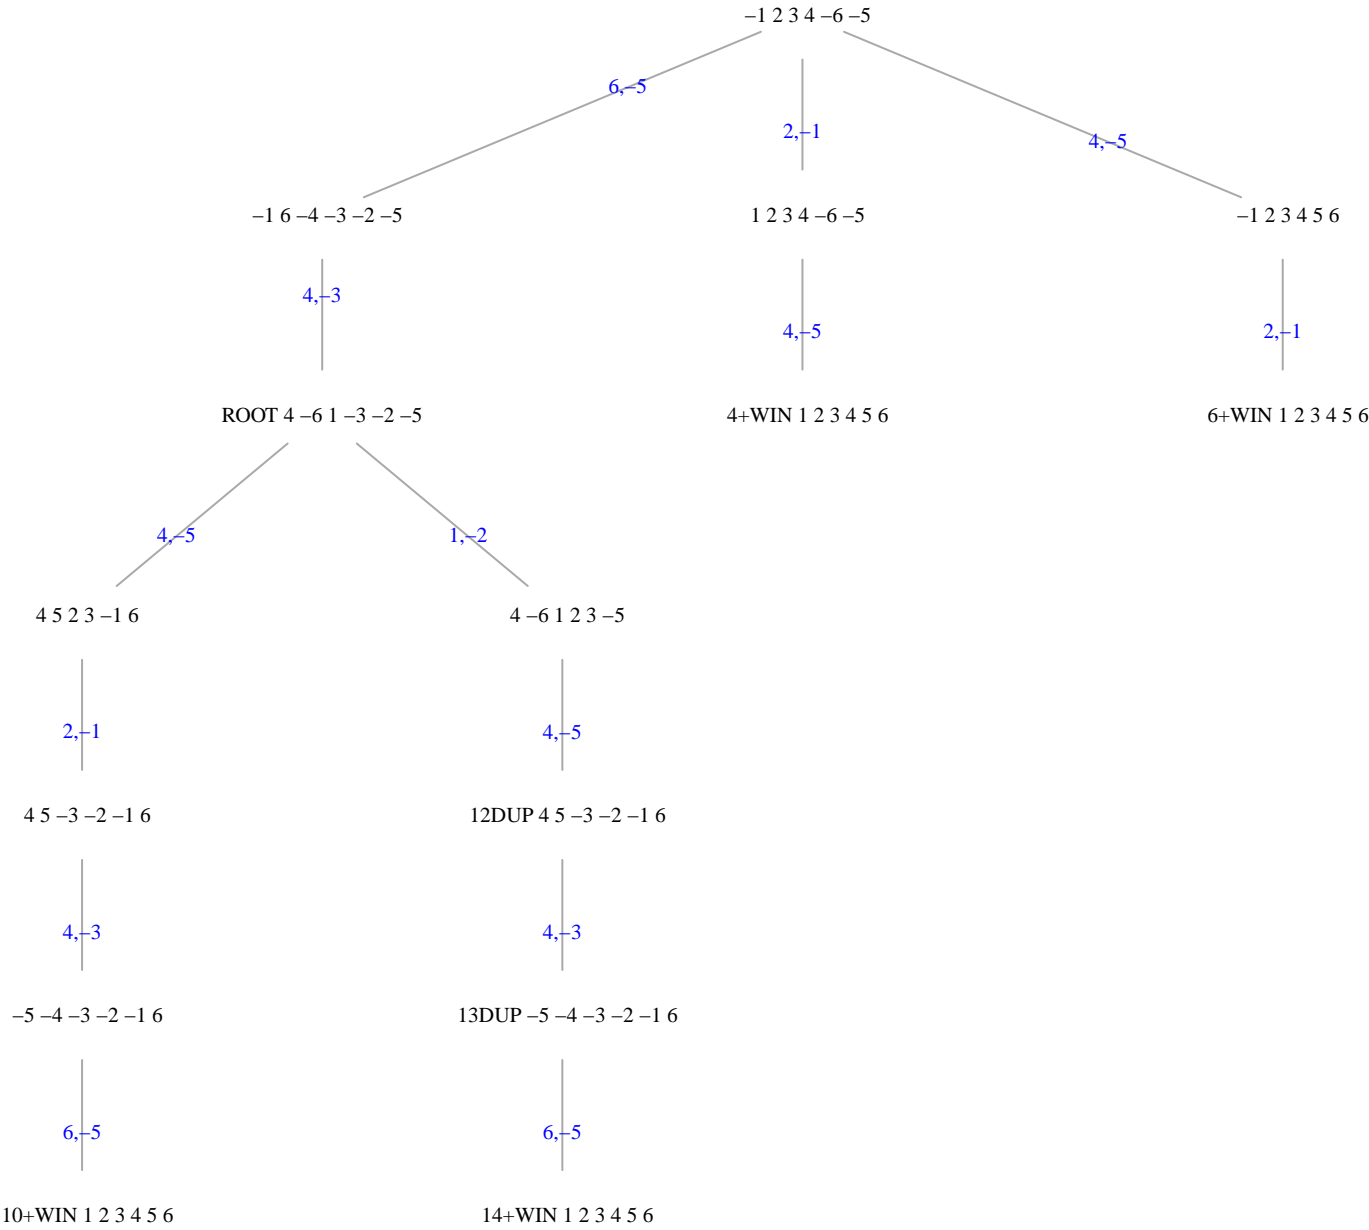 –1 2 3 4 –6 –5
6,–5
2,–1
4,–5
–1 6 –4 –3 –2 –5
1 2 3 4 –6 –5
–1 2 3 4 5 6
4,–3
4,–5
2,–1
ROOT 4 –6 1 –3 –2 –5
4+WIN 1 2 3 4 5 6
6+WIN 1 2 3 4 5 6
4,–5
1,–2
4 5 2 3 –1 6
4 –6 1 2 3 –5
2,–1
4,–5
4 5 –3 –2 –1 6
12DUP 4 5 –3 –2 –1 6
4,–3
4,–3
–5 –4 –3 –2 –1 6
13DUP –5 –4 –3 –2 –1 6
6,–5
6,–5
10+WIN 1 2 3 4 5 6
14+WIN 1 2 3 4 5 6